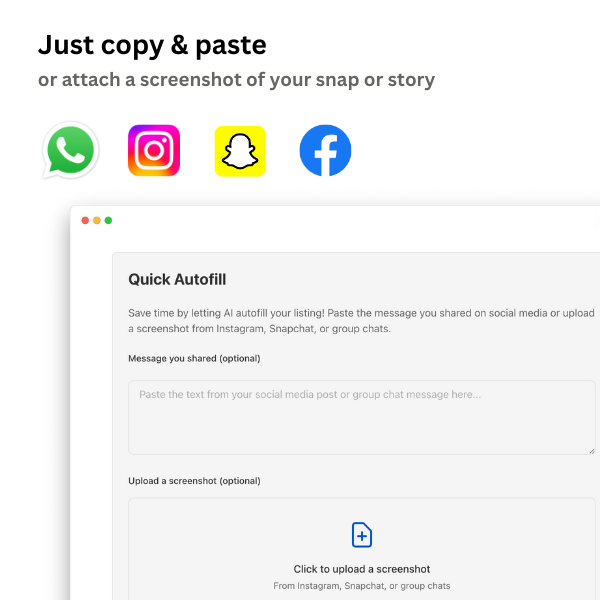 Just copy & paste
or attach a screenshot of your snap or story
Quick Autofill
Save time by letting AI autofill your listing! Paste the message you shared on social media or upload
a screenshot from Instagram, Snapchat, or group chats.
Message you shared (optional)
Paste the text from your social media post or group chat message here...
Upload a screenshot (optional)
Click to upload a screenshot
From Instagram, Snapchat, or group chats